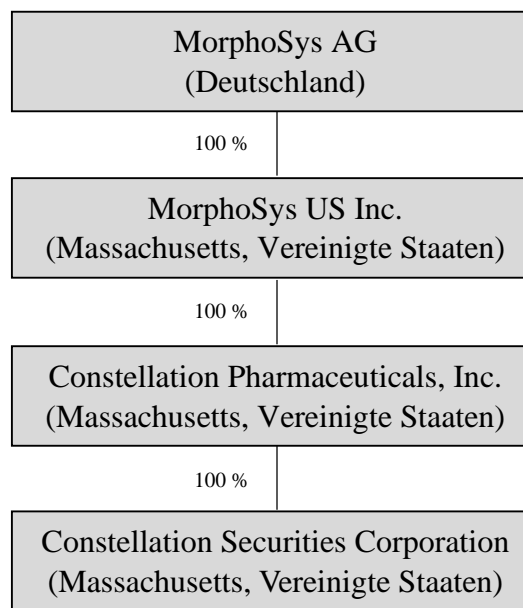 MorphoSys AG
(Deutschland)
100 %
MorphoSys US Inc.
(Massachusetts, Vereinigte Staaten)
100 %
Constellation Pharmaceuticals, Inc.
(Massachusetts, Vereinigte Staaten)
100 %
Constellation Securities Corporation
(Massachusetts, Vereinigte Staaten)